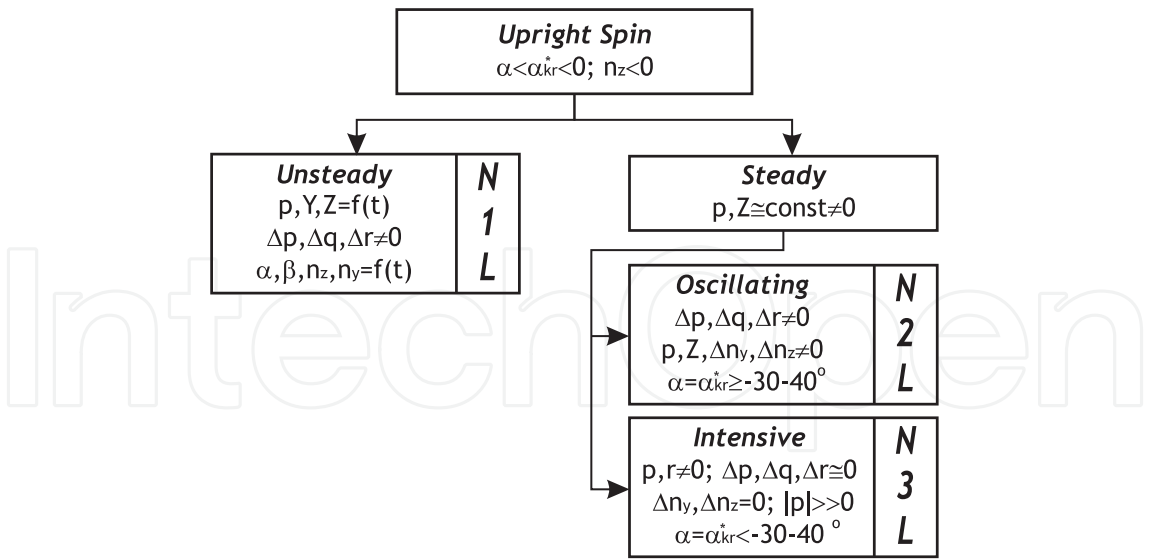 Upright Spin
α<α*kr<0; nz<0
Unsteady
p,Y,Z=f(t)
Δp,Δq,Δr≠0
α,β,nz,ny=f(t)
N
1
L
Steady
p,Z≅const≠0
Oscillating
Δp,Δq,Δr≠0
p,Z,Δny,Δnz≠0
α=α*kr≥-30-40°
N
2
L
Intensive
p,r≠0; Δp,Δq,Δr≅0
Δny,Δnz=0; |p|>>0
α=α*kr<-30-40 °
N
3
L
IntechOpen